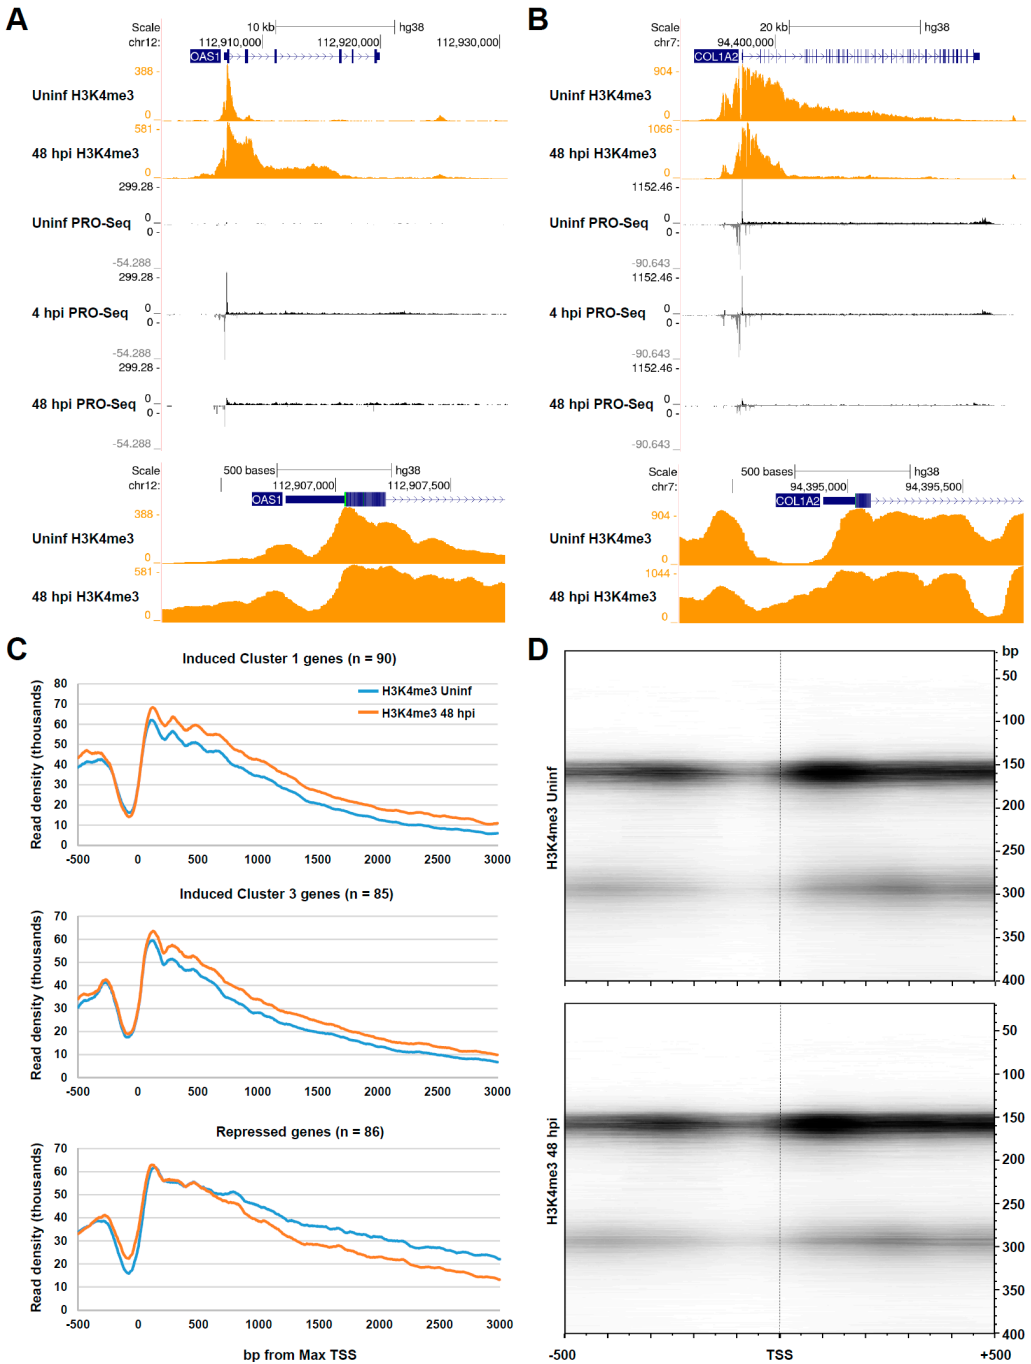 A
Scale 10 kb hg38
chr12: 112,910,000 112,920,000 112,930,000
OAS1
388 -
Uninf H3K4me3
0 _
581 -
48 hpi H3K4me3
0 _
299.28 -
Uninf PRO-Seq 0 _
0 -
-54.288 _
299.28 -
4 hpi PRO-Seq 0 _
0 -
-54.288 _
299.28 -
48 hpi PRO-Seq 0 _
0 -
-54.288 _
Scale 500 bases hg38
chr12: 112,907,000 112,907,500
OAS1
388 -
Uninf H3K4me3
0 _
581 -
48 hpi H3K4me3
0 _
B
Scale 20 kb hg38
chr7: 94,400,000
COL1A2
904 -
Uninf H3K4me3
0 _
1066 -
48 hpi H3K4me3
0 _
1152.46 -
Uninf PRO-Seq 0 _
0 -
-90.643 _
1152.46 -
4 hpi PRO-Seq 0 _
0 -
-90.643 _
1152.46 -
48 hpi PRO-Seq 0 _
0 -
-90.643 _
Scale 500 bases hg38
chr7: 94,395,000 94,395,500
COL1A2
904 -
Uninf H3K4me3
0 _
1044 -
48 hpi H3K4me3
0 _
C
Induced Cluster 1 genes (n = 90)
H3K4me3 Uninf
H3K4me3 48 hpi
Read density (thousands)
80
70
60
50
40
30
20
10
0
-500 0 500 1000 1500 2000 2500 3000
Induced Cluster 3 genes (n = 85)
Read density (thousands)
70
60
50
40
30
20
10
0
-500 0 500 1000 1500 2000 2500 3000
Repressed genes (n = 86)
Read density (thousands)
70
60
50
40
30
20
10
0
-500 0 500 1000 1500 2000 2500 3000
bp from Max TSS
D
bp
H3K4me3 Uninf
50
100
150
200
250
300
350
400
H3K4me3 48 hpi
50
100
150
200
250
300
350
400
-500 TSS +500